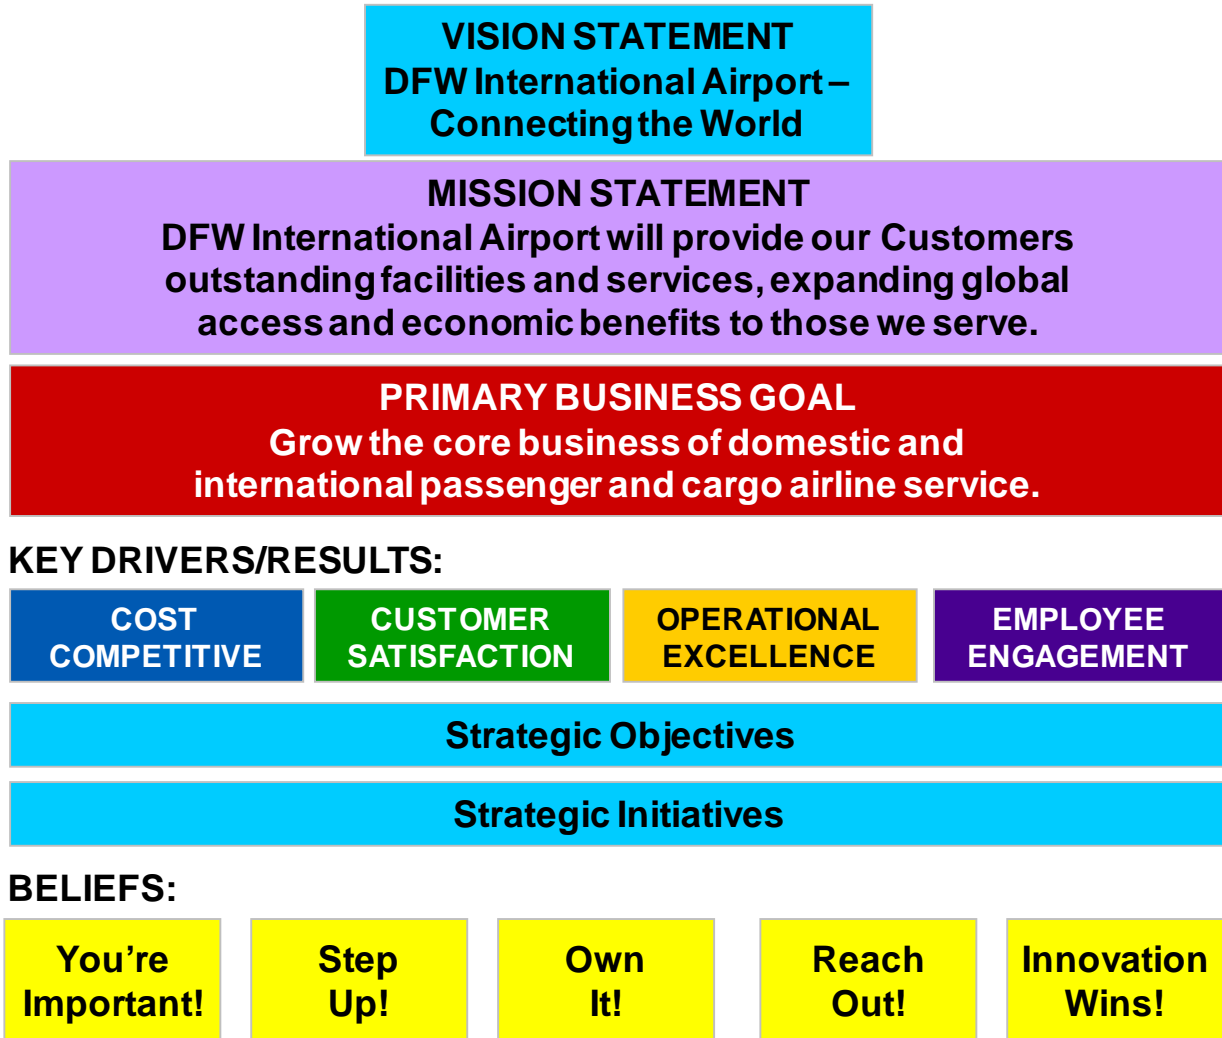 VISION STATEMENT
DFW International Airport –
Connecting the World
MISSION STATEMENT
DFW International Airport will provide our Customers
outstanding facilities and services, expanding global
access and economic benefits to those we serve.
PRIMARY BUSINESS GOAL
Grow the core business of domestic and
international passenger and cargo airline service.
KEY DRIVERS/RESULTS:
COST
COMPETITIVE
CUSTOMER
SATISFACTION
OPERATIONAL
EXCELLENCE
EMPLOYEE
ENGAGEMENT
Strategic Objectives
Strategic Initiatives
BELIEFS:
You’re
Important!
Step
Up!
Own
It!
Reach
Out!
Innovation
Wins!